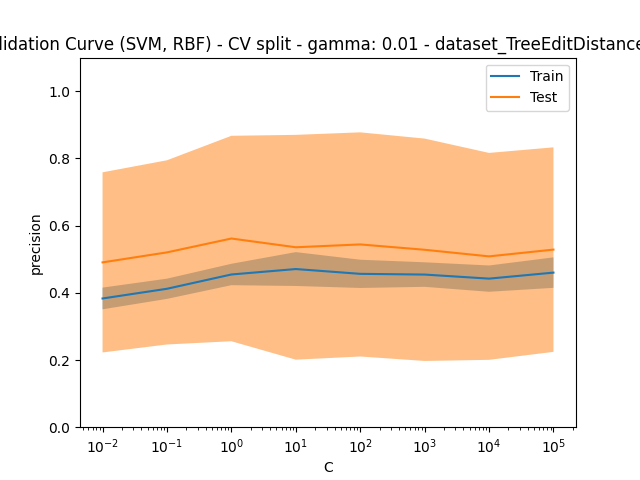 lidation Curve (SVM, RBF) - CV split - gamma: 0.01 - dataset_TreeEditDistance
Train
Test
1.0
0.8
0.6
0.4
0.2
0.0
precision
10⁻² 10⁻¹ 10⁰ 10¹ 10² 10³ 10⁴ 10⁵
C